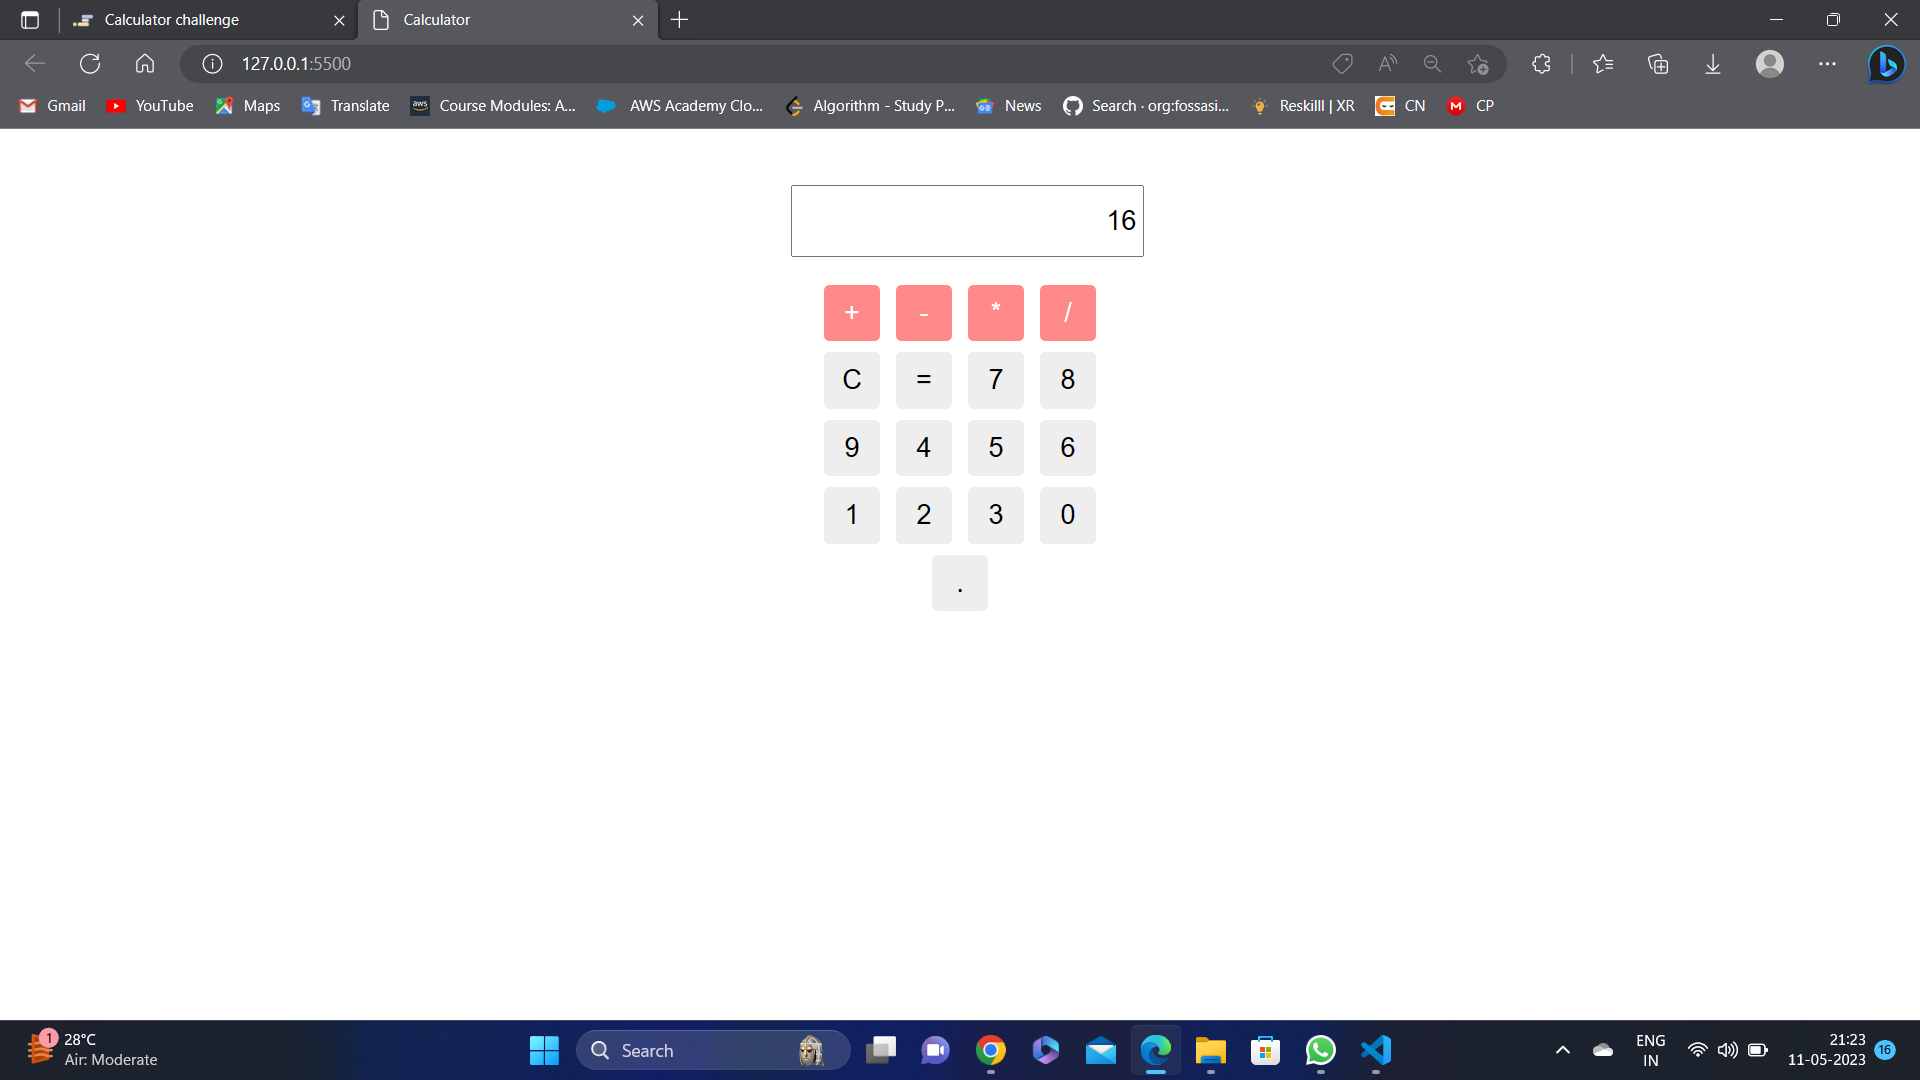 Calculator challenge
Calculator
127.0.0.1:5500
Gmail
YouTube
Maps
Translate
aws
Course Modules: A...
AWS Academy Clo...
Algorithm - Study P...
News
Search · org:fossasi...
Reskilll | XR
CN
M
CP
16
+ - * /
C = 7 8
9 4 5 6
1 2 3 0
.
1
28°C
Air: Moderate
Search
ENG
IN
21:23
11-05-2023
16